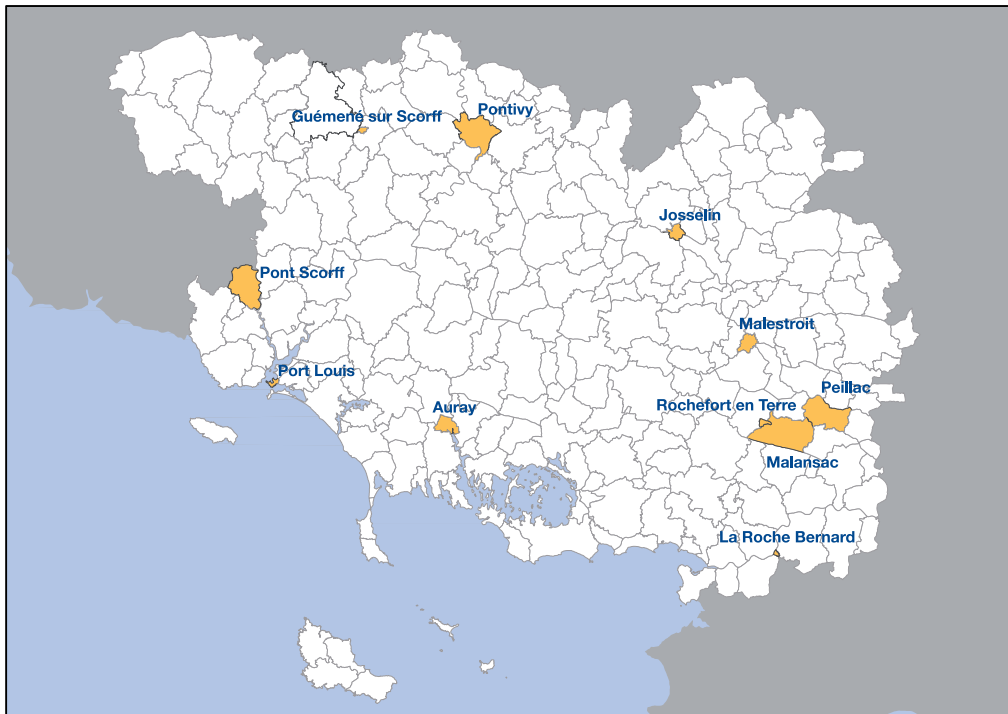 Guémené sur Scorff
Pontivy
Josselin
Pont Scorff
Malestroit
Port Louis
Peillac
Auray
Rochefort en Terre
Malansac
La Roche Bernard